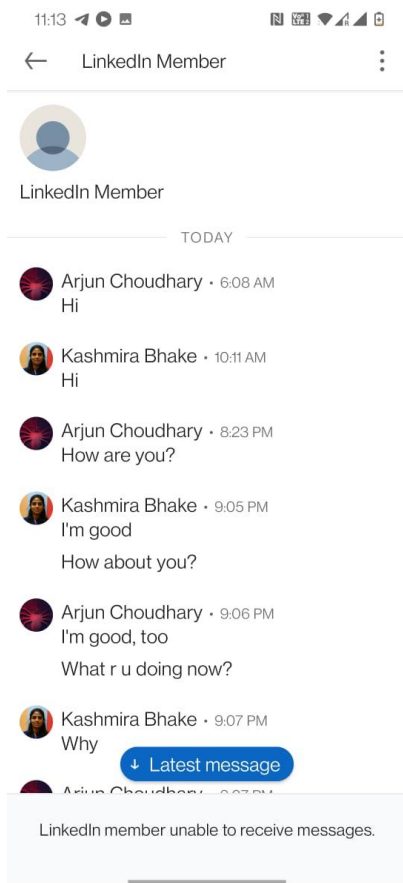 11:13
LinkedIn Member
LinkedIn Member
TODAY
Arjun Choudhary • 6:08 AM
Hi
Kashmira Bhake • 10:11 AM
Hi
Arjun Choudhary • 8:23 PM
How are you?
Kashmira Bhake • 9:05 PM
I'm good
How about you?
Arjun Choudhary • 9:06 PM
I'm good, too
What r u doing now?
Kashmira Bhake • 9:07 PM
Why
↓ Latest message
Arjun Choudhary
LinkedIn member unable to receive messages.